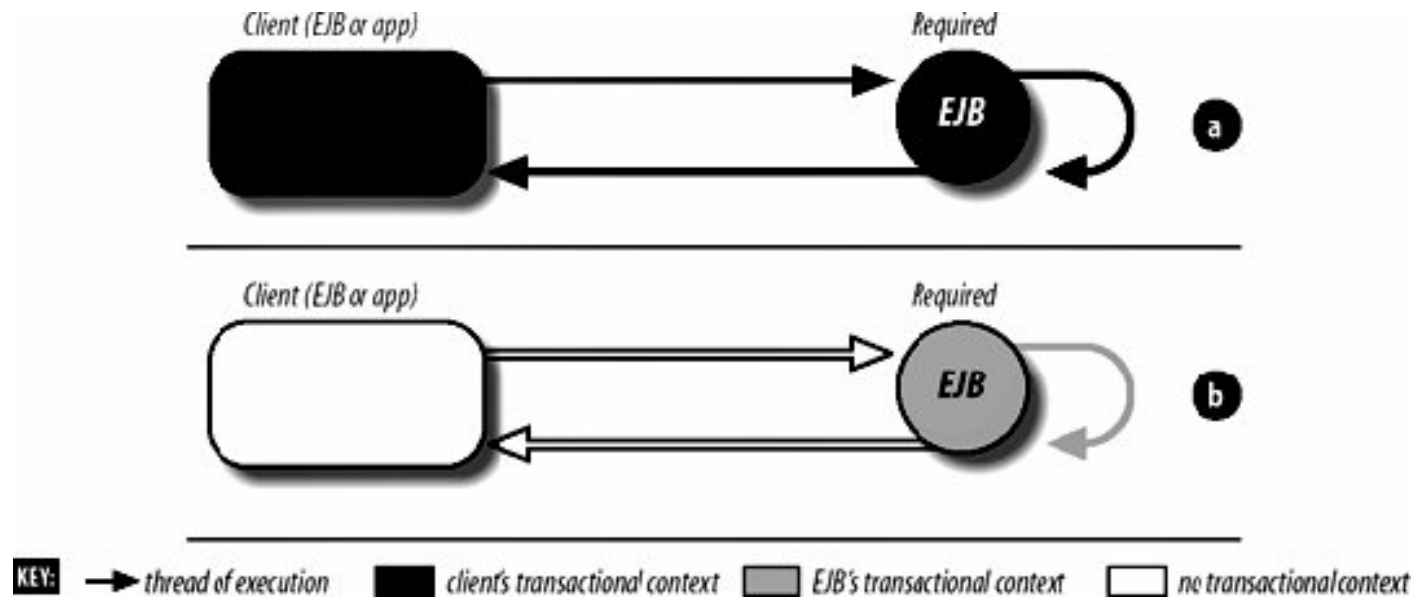 Client (EJB or app)
Required
EJB
a
Client (EJB or app)
Required
EJB
b
KEY: thread of execution client's transactional context EJB's transactional context no transactional context